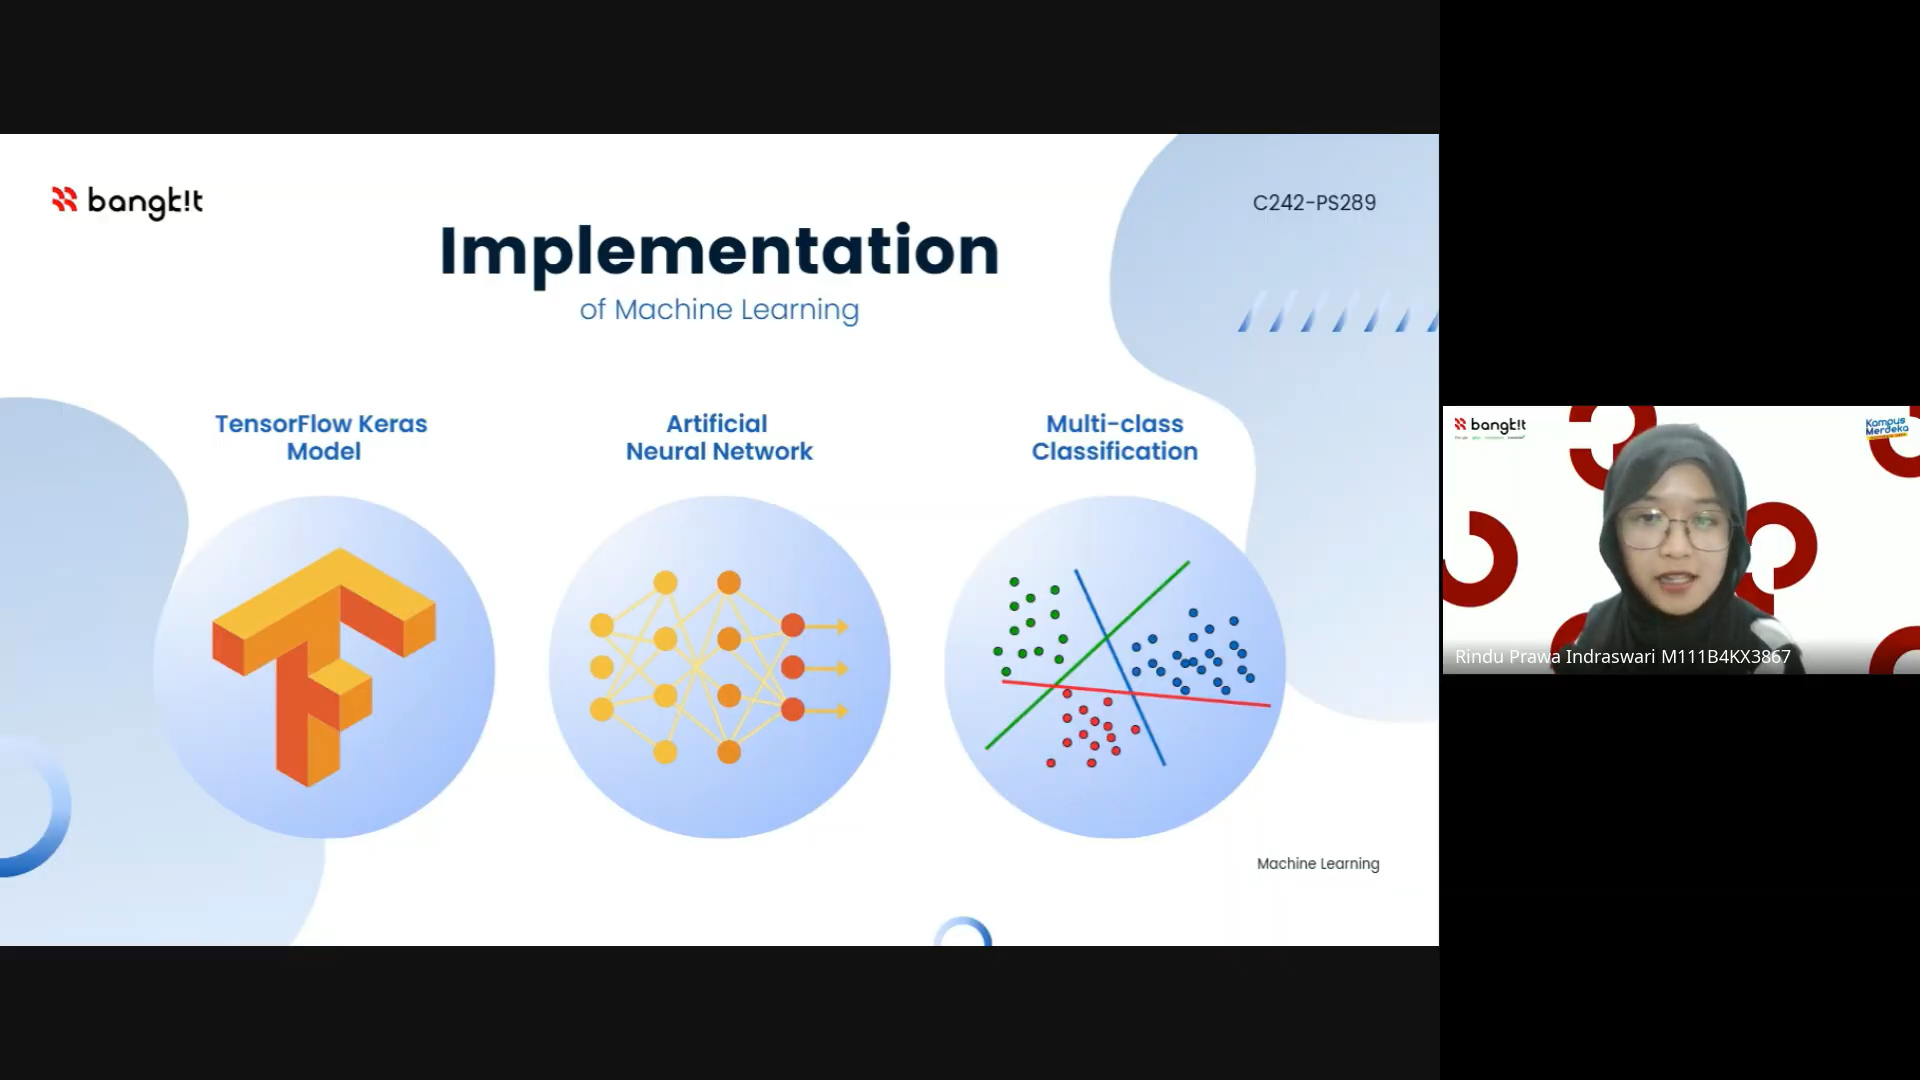 bangk!t
C242-PS289
Implementation
of Machine Learning
TensorFlow Keras
Model
Artificial
Neural Network
Multi-class
Classification
Machine Learning
bangk!t
Kampus
Merdeka
Rindu Prawa Indraswari M111B4KX3867